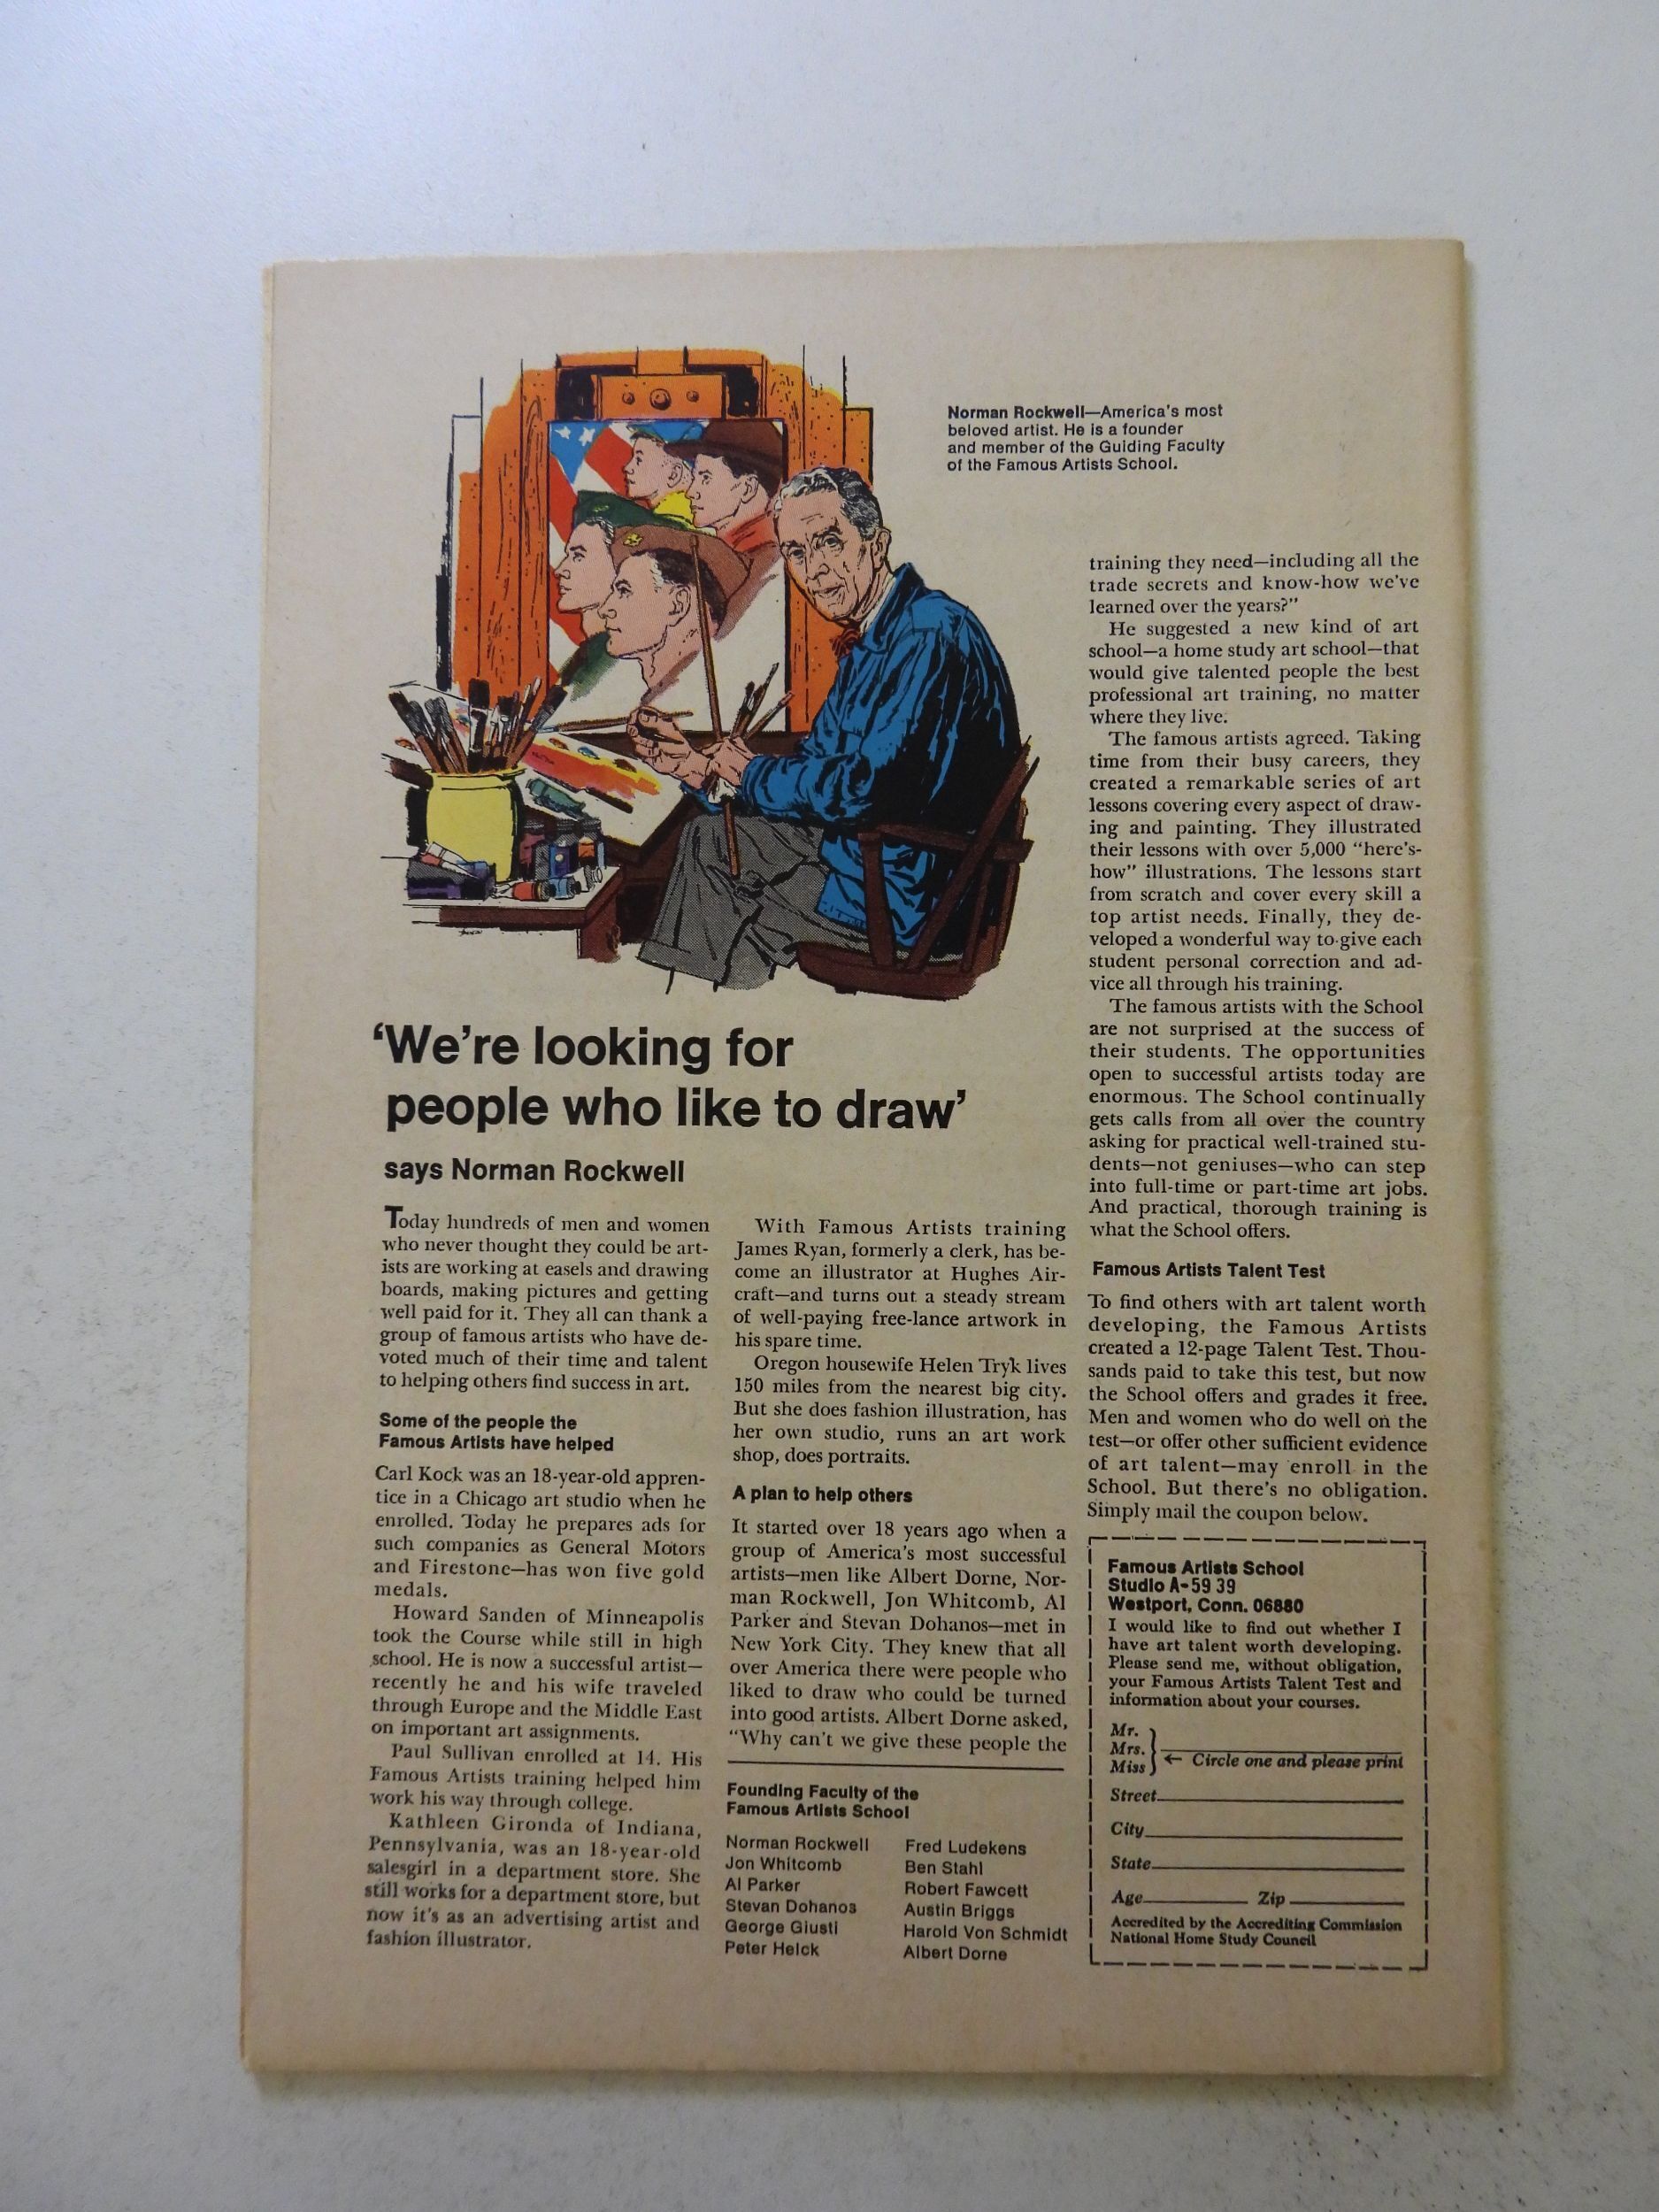 Norman Rockwell—America's most
beloved artist. He is a founder
and member of the Guiding Faculty
of the Famous Artists School.
'We're looking for
people who like to draw'
says Norman Rockwell
Today hundreds of men and women
who never thought they could be art-
ists are working at easels and drawing
boards, making pictures and getting
well paid for it. They all can thank a
group of famous artists who have de-
voted much of their time and talent
to helping others find success in art.
Some of the people the
Famous Artists have helped
Carl Kock was an 18-year-old appren-
tice in a Chicago art studio when he
enrolled. Today he prepares ads for
such companies as General Motors
and Firestone—has won five gold
medals.
Howard Sanden of Minneapolis
took the Course while still in high
school. He is now a successful artist—
recently he and his wife traveled
through Europe and the Middle East
on important art assignments.
Paul Sullivan enrolled at 14. His
Famous Artists training helped him
work his way through college.
Kathleen Gironda of Indiana,
Pennsylvania, was an 18-year-old
salesgirl in a department store. She
still works for a department store, but
now it's as an advertising artist and
fashion illustrator.
With Famous Artists training
James Ryan, formerly a clerk, has be-
come an illustrator at Hughes Air-
craft—and turns out a steady stream
of well-paying free-lance artwork in
his spare time.
Oregon housewife Helen Tryk lives
150 miles from the nearest big city.
But she does fashion illustration, has
her own studio, runs an art work
shop, does portraits.
A plan to help others
It started over 18 years ago when a
group of America's most successful
artists—men like Albert Dorne, Nor-
man Rockwell, Jon Whitcomb, Al
Parker and Stevan Dohanos—met in
New York City. They knew that all
over America there were people who
liked to draw who could be turned
into good artists. Albert Dorne asked,
"Why can't we give these people the
Founding Faculty of the
Famous Artists School
Norman Rockwell
Jon Whitcomb
Al Parker
Stevan Dohanos
George Giusti
Peter Helck
Fred Ludekens
Ben Stahl
Robert Fawcett
Austin Briggs
Harold Von Schmidt
Albert Dorne
training they need—including all the
trade secrets and know-how we've
learned over the years?"
He suggested a new kind of art
school—a home study art school—that
would give talented people the best
professional art training, no matter
where they live.
The famous artists agreed. Taking
time from their busy careers, they
created a remarkable series of art
lessons covering every aspect of draw-
ing and painting. They illustrated
their lessons with over 5,000 "here's-
how" illustrations. The lessons start
from scratch and cover every skill a
top artist needs. Finally, they de-
veloped a wonderful way to give each
student personal correction and ad-
vice all through his training.
The famous artists with the School
are not surprised at the success of
their students. The opportunities
open to successful artists today are
enormous. The School continually
gets calls from all over the country
asking for practical well-trained stu-
dents—not geniuses—who can step
into full-time or part-time art jobs.
And practical, thorough training is
what the School offers.
Famous Artists Talent Test
To find others with art talent worth
developing, the Famous Artists
created a 12-page Talent Test. Thou-
sands paid to take this test, but now
the School offers and grades it free.
Men and women who do well on the
test—or offer other sufficient evidence
of art talent—may enroll in the
School. But there's no obligation.
Simply mail the coupon below.
Famous Artists School
Studio A-59 39
Westport, Conn. 06880
I would like to find out whether I
have art talent worth developing.
Please send me, without obligation,
your Famous Artists Talent Test and
information about your courses.
Mr.
Mrs.
Miss ← Circle one and please print
Street
City
State
Age Zip
Accredited by the Accrediting Commission
National Home Study Council